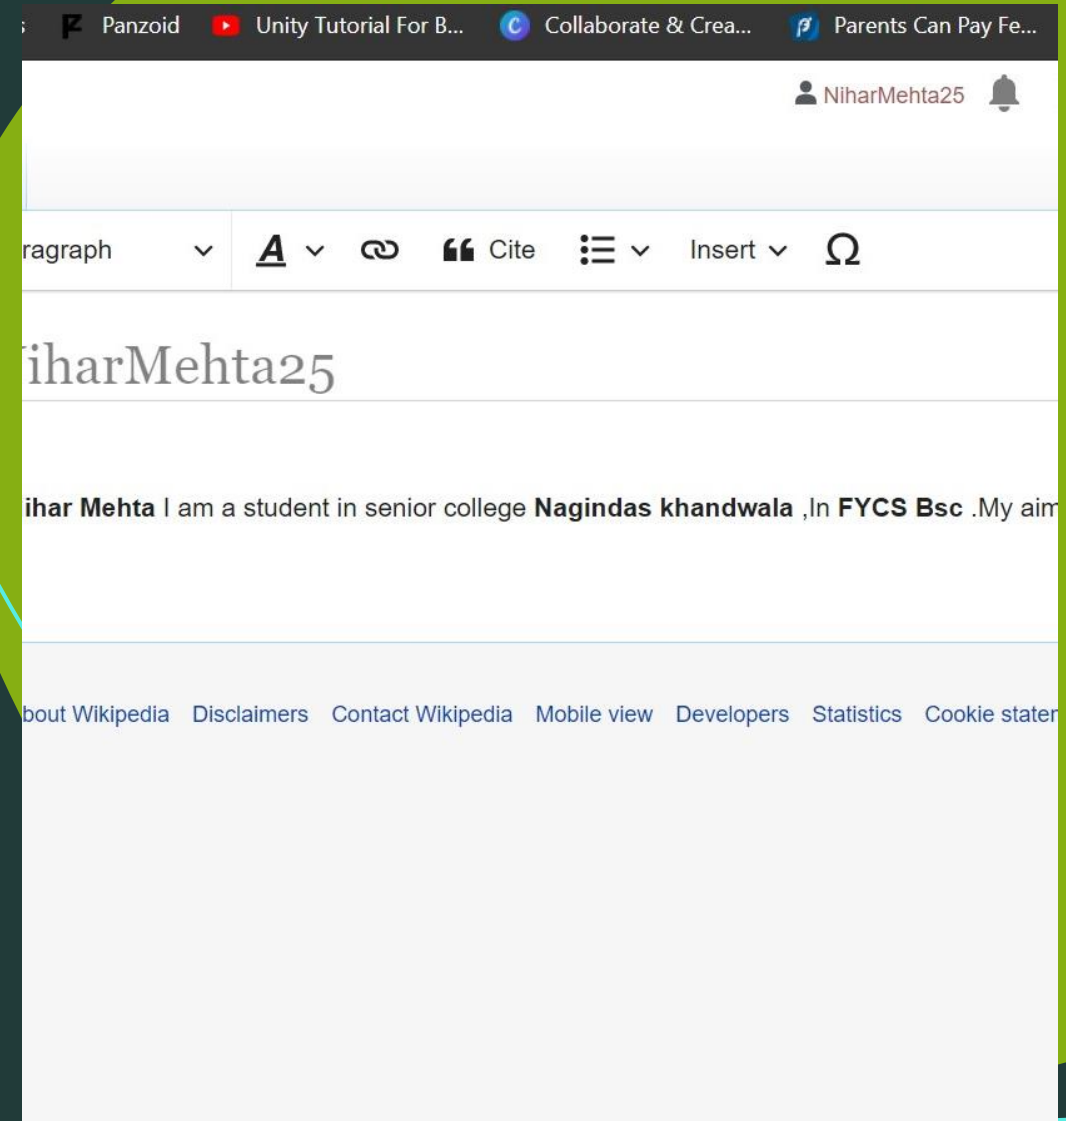 Panzoid Unity Tutorial For B... Collaborate & Crea... Parents Can Pay Fe...
NiharMehta25
ragraph A Cite Insert Ω
iharMehta25
ihar Mehta I am a student in senior college Nagindas khandwala ,In FYCS Bsc .My aim
bout Wikipedia Disclaimers Contact Wikipedia Mobile view Developers Statistics Cookie stater